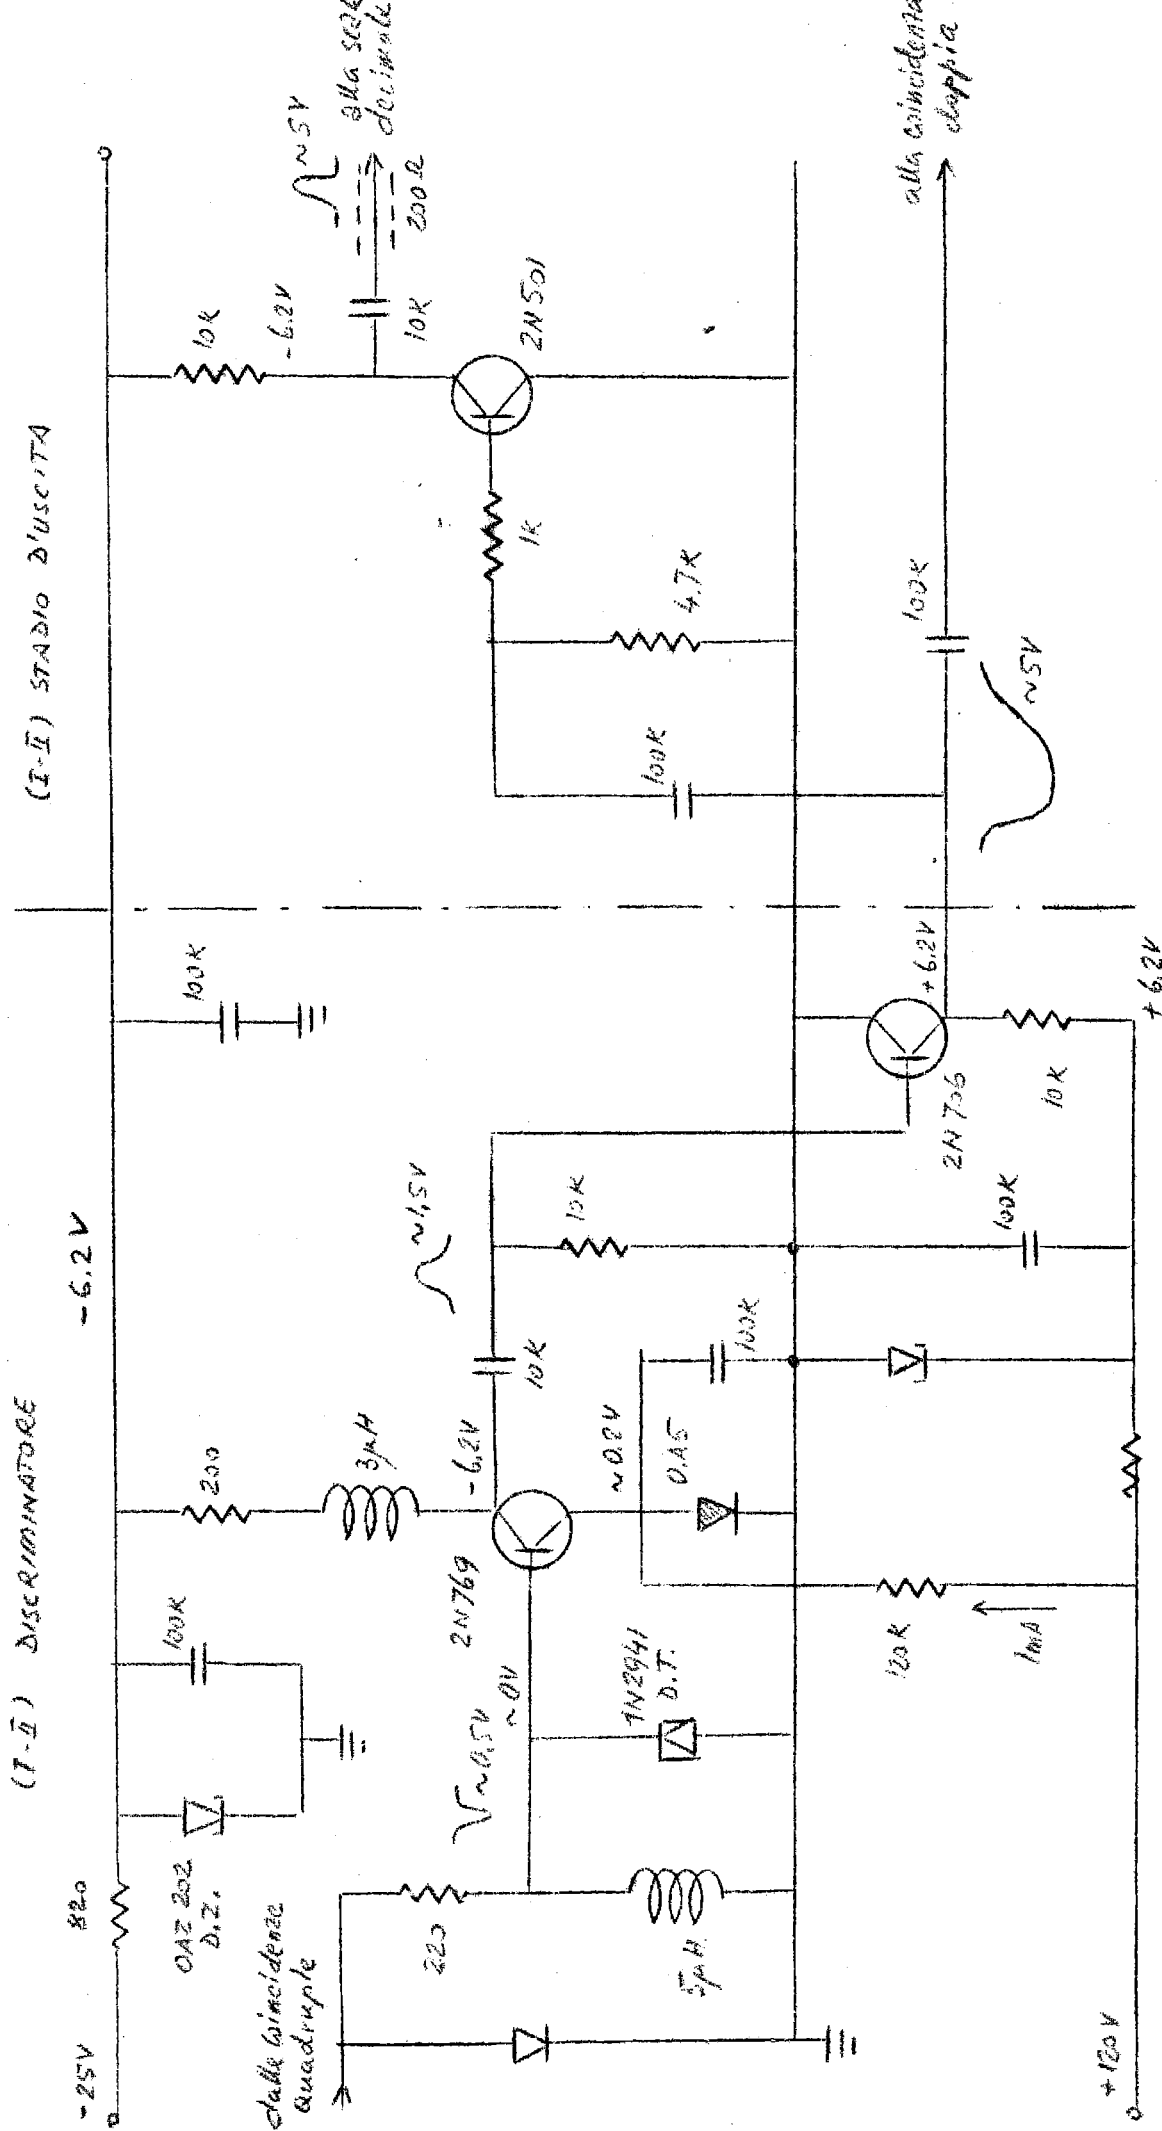 (I-II) DISCRIMINATORE
(I-II) STADIO D'USCITA
-25V
820
-6.2V
OAZ 202
D.Z.
100K
200
3μH
100K
10K
-6.2V
~5V
alla
decimale
200Ω
10K
2N501
dalle coincidenze
quadruple
220
~0,5V
~0V
2N769
-6.2V
10K
~1,5V
1K
5μH
1N2941
D.T.
~0.2V
OA5
100K
10K
100K
4.7K
120K
1mA
100K
2N706
+6.2V
10K
~5V
100K
alla
doppia
+120V
+6.2V